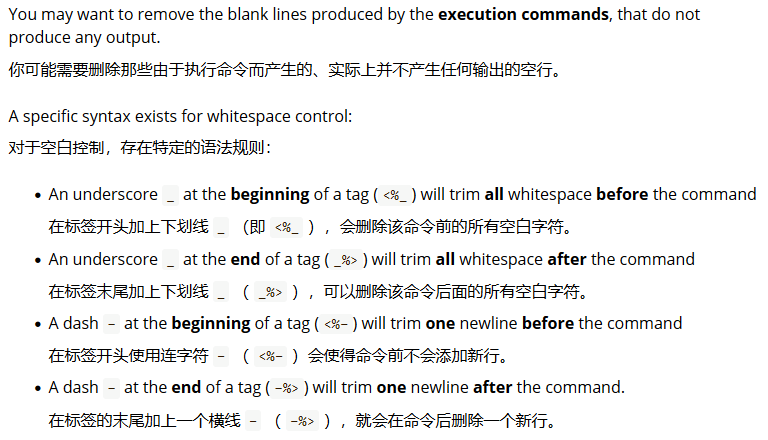 You may want to remove the blank lines produced by the execution commands, that do not
produce any output.
你可能需要删除那些由于执行命令而产生的、实际上并不产生任何输出的空行。
A specific syntax exists for whitespace control:
对于空白控制，存在特定的语法规则：
• An underscore _ at the beginning of a tag ( <%_ ) will trim all whitespace before the command
在标签开头加上下划线 _ （即 <%_ ），会删除该命令前的所有空白字符。
• An underscore _ at the end of a tag ( _%> ) will trim all whitespace after the command
在标签末尾加上下划线 _ （ _%> ），可以删除该命令后面的所有空白字符。
• A dash - at the beginning of a tag ( <%- ) will trim one newline before the command
在标签开头使用连字符 - （ <%- ）会使得命令前不会添加新行。
• A dash - at the end of a tag ( -%> ) will trim one newline after the command.
在标签的末尾加上一个横线 - （ -%> ），就会在命令后删除一个新行。